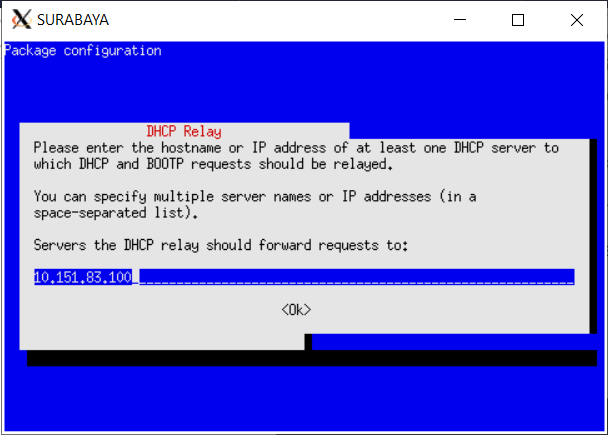 SURABAYA
Package configuration
DHCP Relay
Please enter the hostname or IP address of at least one DHCP server to
which DHCP and BOOTP requests should be relayed.
You can specify multiple server names or IP addresses (in a
space-separated list).
Servers the DHCP relay should forward requests to:
10.151.83.100
<Ok>